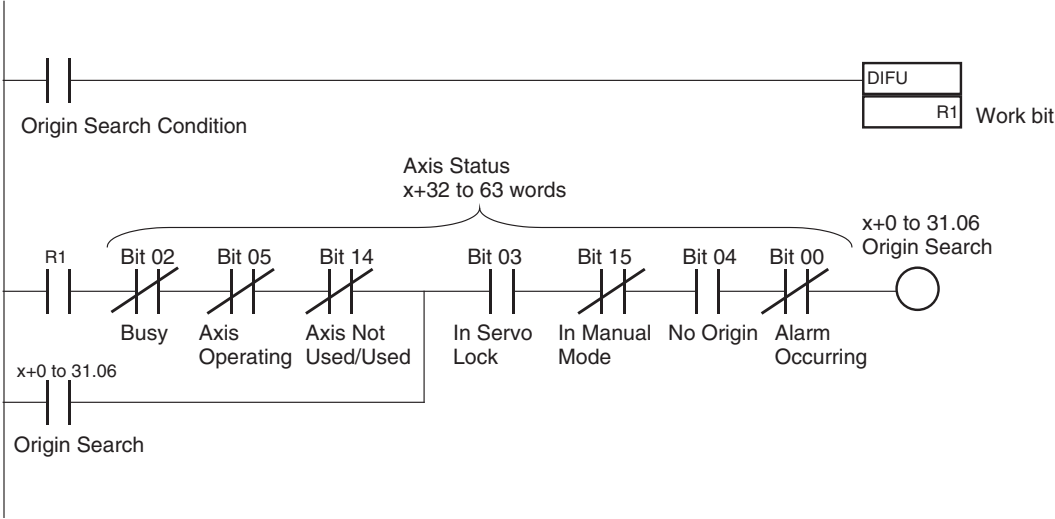 DIFU
R1 Work bit
Origin Search Condition
Axis Status
x+32 to 63 words
x+0 to 31.06
Origin Search
R1 Bit 02 Bit 05 Bit 14 Bit 03 Bit 15 Bit 04 Bit 00
Busy Axis Axis Not In Servo In Manual No Origin Alarm
Operating Used/Used Lock Mode Occurring
x+0 to 31.06
Origin Search